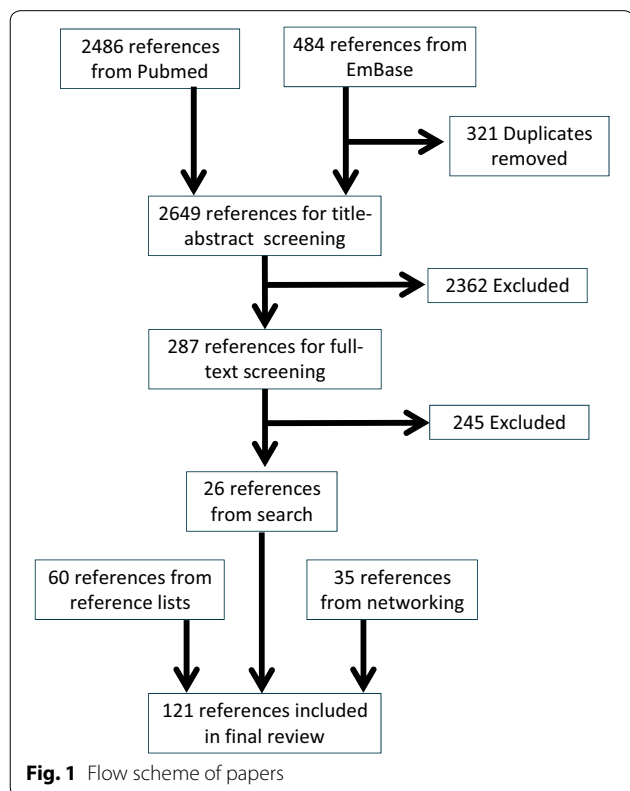 2486 references
from Pubmed
484 references from
EmBase
321 Duplicates
removed
2649 references for title-
abstract screening
2362 Excluded
287 references for full-
text screening
245 Excluded
26 references
from search
60 references from
reference lists
35 references
from networking
121 references included
in final review
Fig. 1 Flow scheme of papers